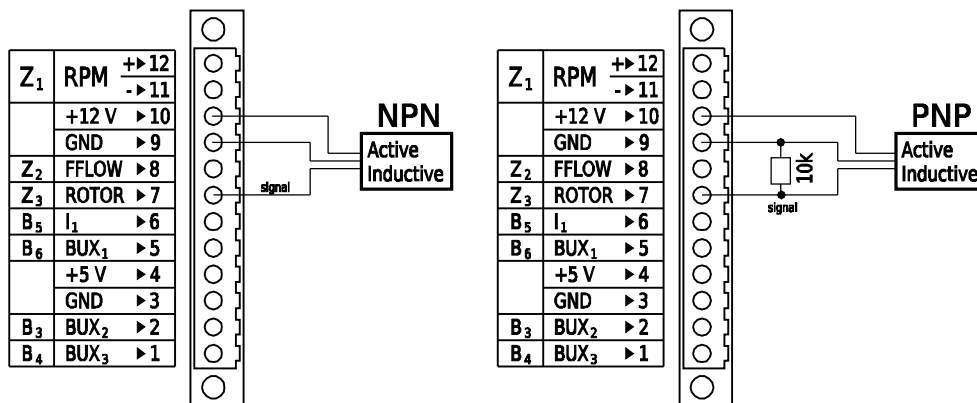 Z1 RPM +▶12
-▶11
+12 V ▶10
GND ▶9
Z2 FFLOW ▶8
Z3 ROTOR ▶7
B5 I1 ▶6
B6 BUX1 ▶5
+5 V ▶4
GND ▶3
B3 BUX2 ▶2
B4 BUX3 ▶1
NPN
Active
Inductive
signal
Z1 RPM +▶12
-▶11
+12 V ▶10
GND ▶9
Z2 FFLOW ▶8
Z3 ROTOR ▶7
B5 I1 ▶6
B6 BUX1 ▶5
+5 V ▶4
GND ▶3
B3 BUX2 ▶2
B4 BUX3 ▶1
PNP
Active
Inductive
10k
signal